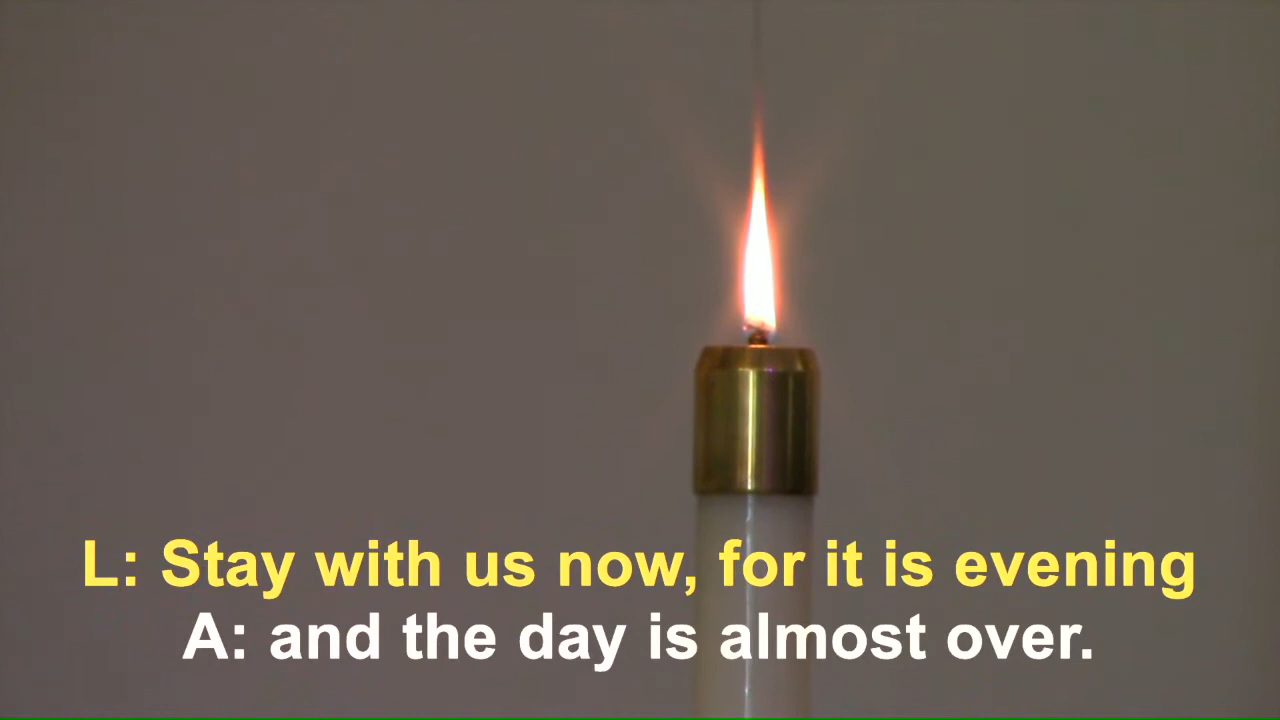 L: Stay with us now, for it is evening
A: and the day is almost over.